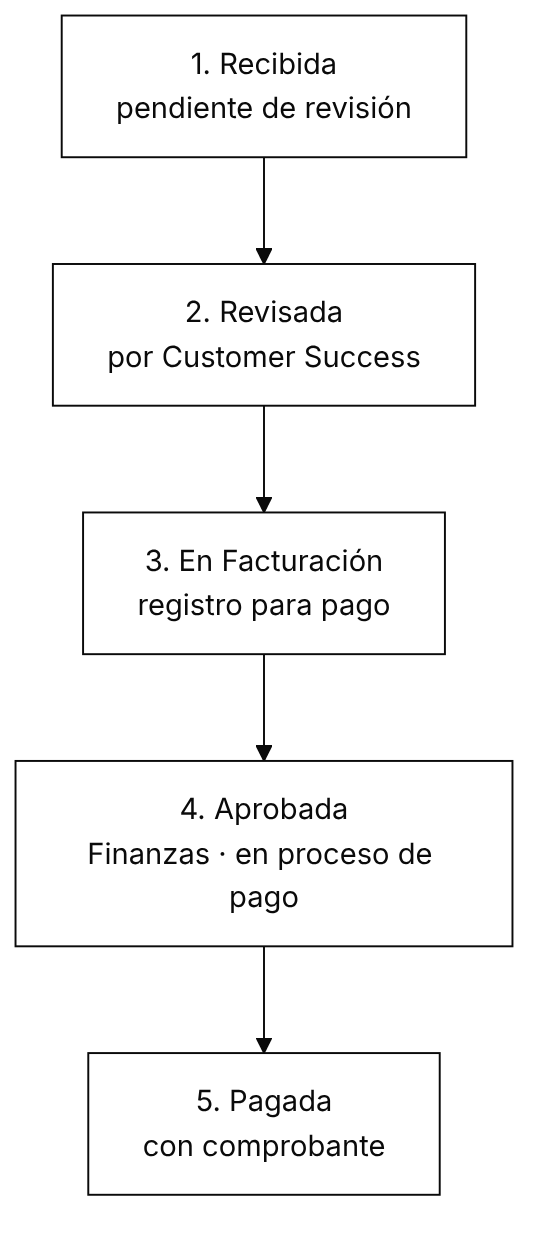 1. Recibida
pendiente de revisión
2. Revisada
por Customer Success
3. En Facturación
registro para pago
4. Aprobada
Finanzas · en proceso de
pago
5. Pagada
con comprobante